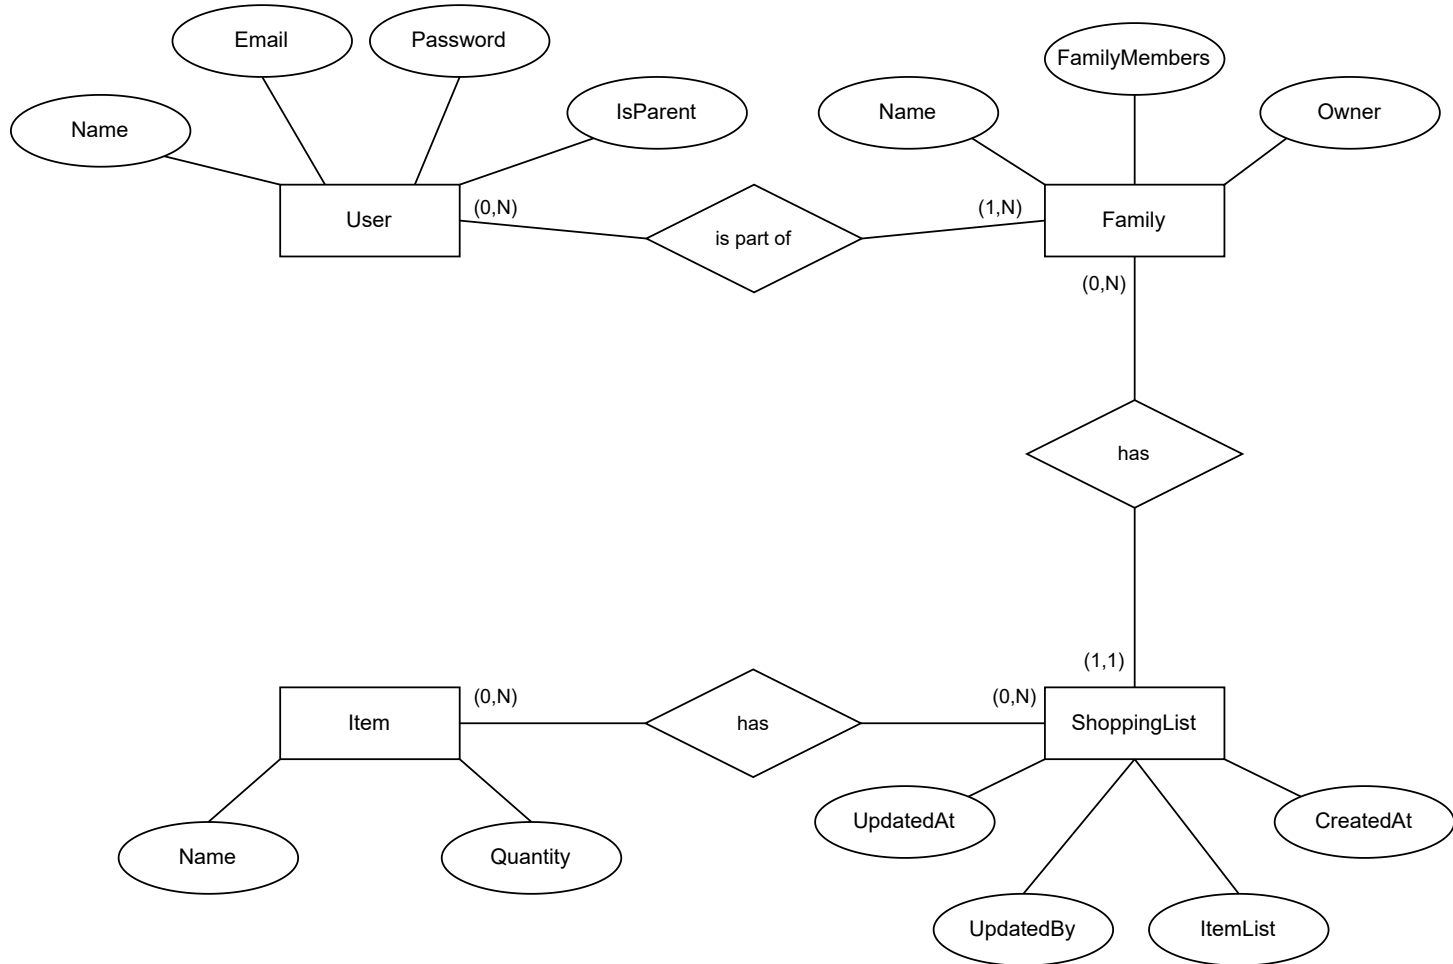 Email
Password
FamilyMembers
Name
IsParent
Name
Owner
User
(0,N)
is part of
(1,N)
Family
(0,N)
has
(1,1)
Item
(0,N)
has
(0,N)
ShoppingList
Name
Quantity
UpdatedAt
CreatedAt
UpdatedBy
ItemList